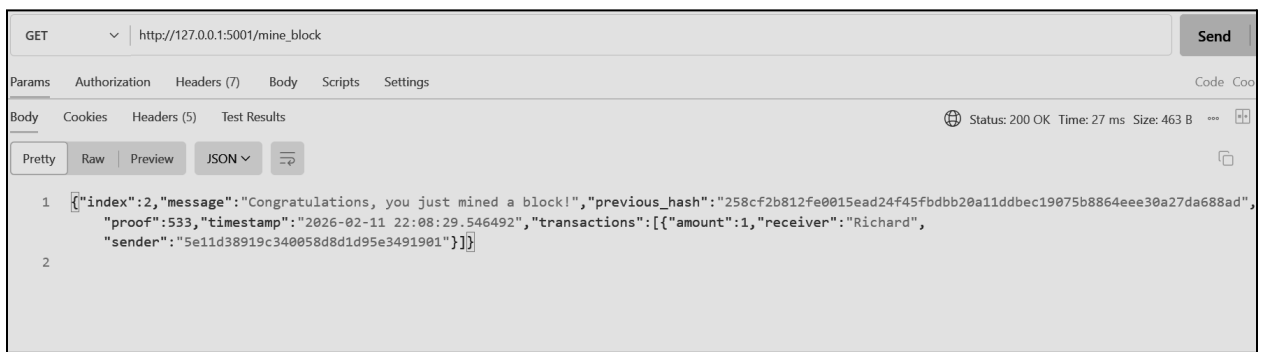 GET http://127.0.0.1:5001/mine_block Send
Params Authorization Headers (7) Body Scripts Settings Code Coo
Body Cookies Headers (5) Test Results Status: 200 OK Time: 27 ms Size: 463 B
Pretty Raw Preview JSON
1 {"index":2,"message":"Congratulations, you just mined a block!","previous_hash":"258cf2b812fe0015ead24f45fbdbb20a11ddbec19075b8864eee30a27da688ad",
"proof":533,"timestamp":"2026-02-11 22:08:29.546492","transactions":[{"amount":1,"receiver":"Richard",
"sender":"5e11d38919c340058d8d1d95e3491901"}]}
2